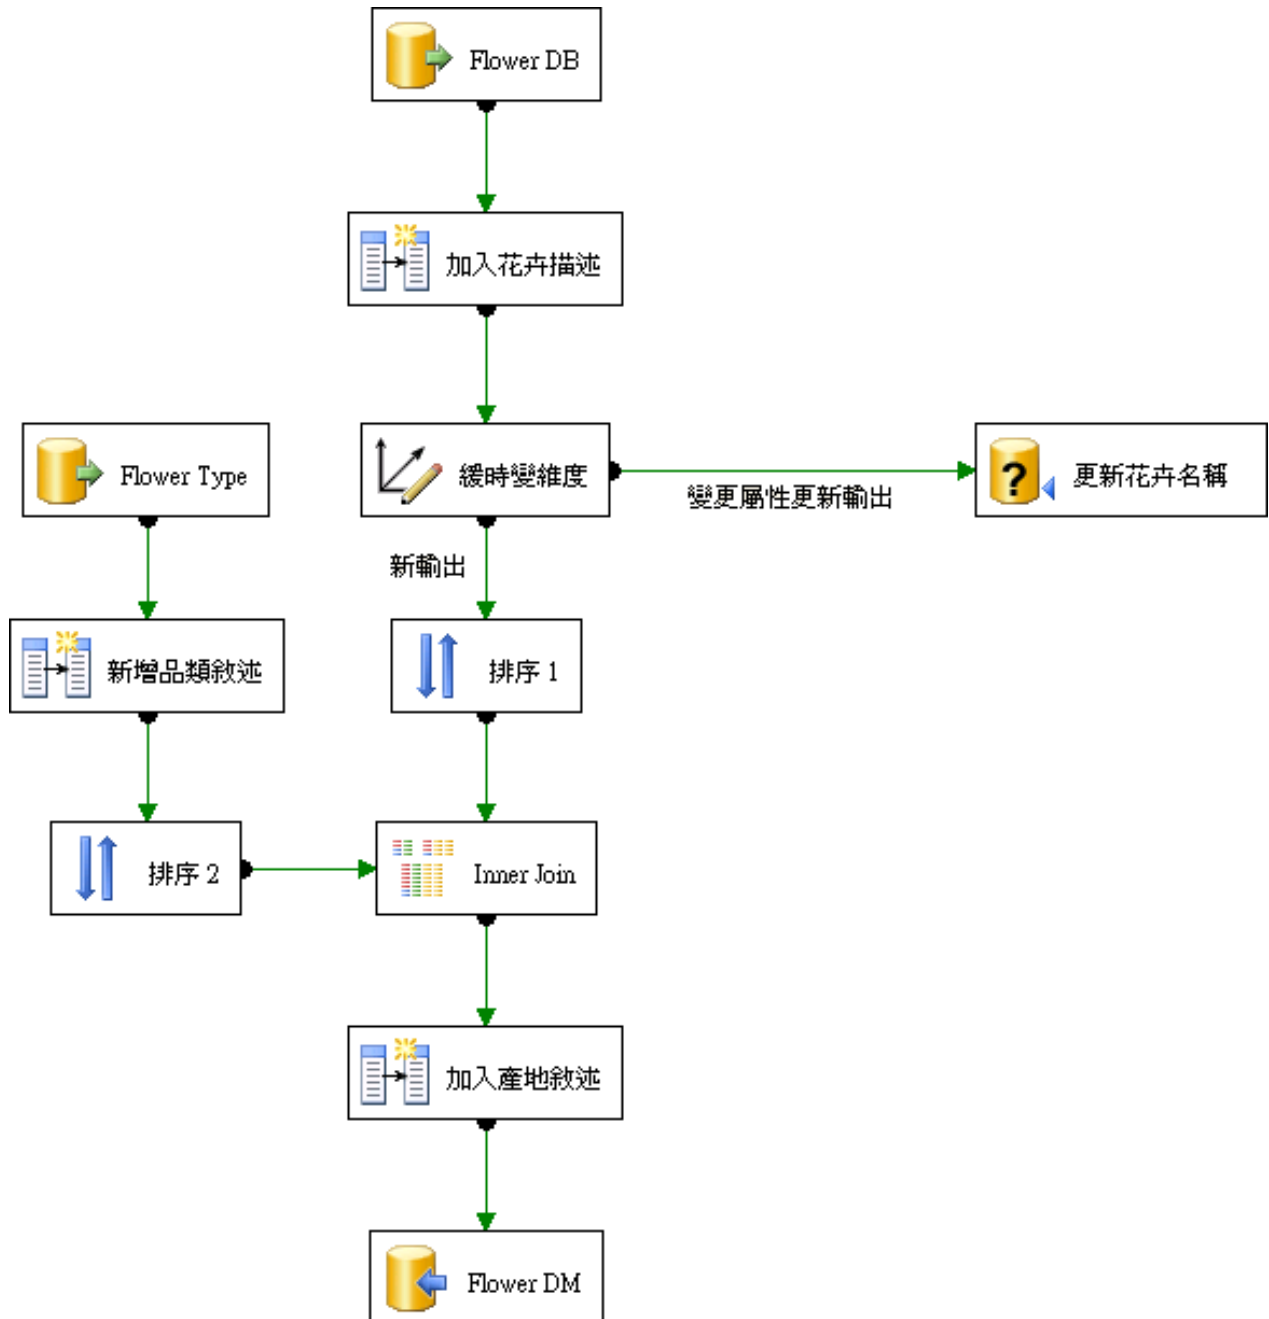 Flower DB
加入花卉描述
Flower Type
緩時變維度
變更屬性更新輸出
更新花卉名稱
新輸出
新增品類敘述
排序 1
排序 2
Inner Join
加入產地敘述
Flower DM